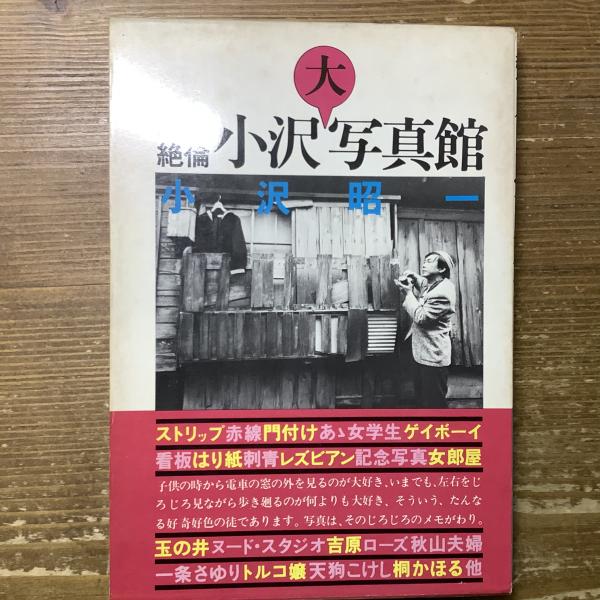 大
絶倫小沢写真館
小沢昭一
ストリップ赤線門付けあゝ女学生ゲイボーイ
看板はり紙刺青レズビアン記念写真女郎屋
子供の時から電車の窓の外を見るのが大好き、いまでも、左右をじ
ろじろ見ながら歩き廻るのが何よりも大好き、そういう、たんな
る好奇好色の徒であります。写真は、そのじろじろのメモがわり。
玉の井ヌード・スタジオ吉原ローズ秋山夫婦
一条さゆりトルコ嬢天狗こけし桐かほる他